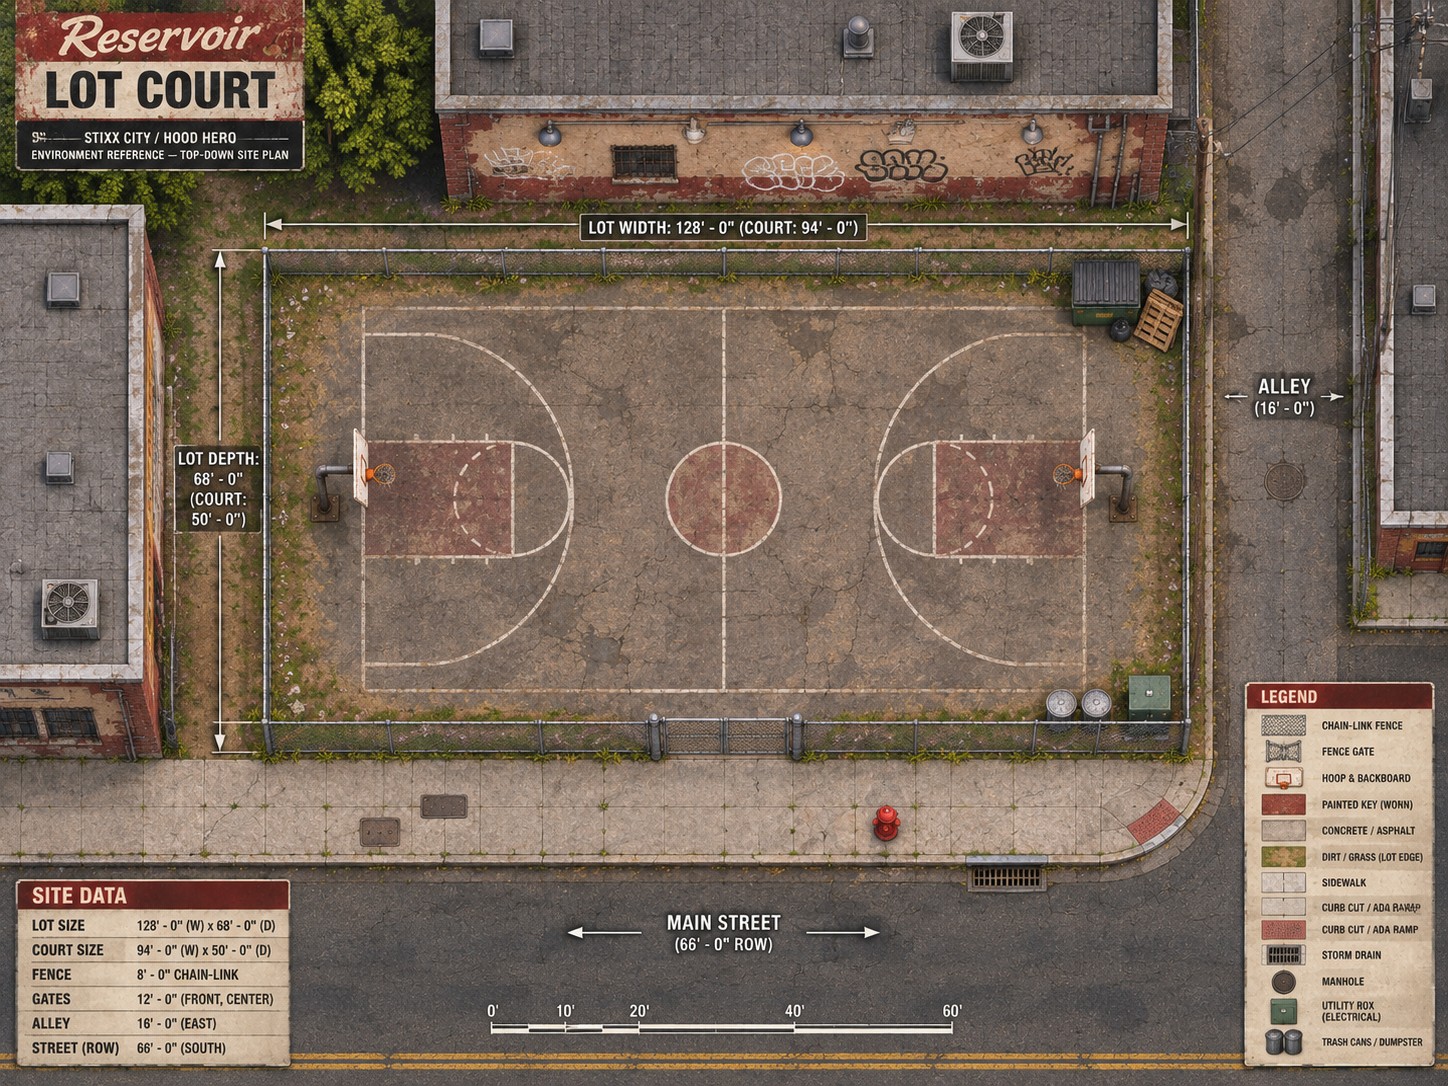 Reservoir
LOT COURT
STIXX CITY / HOOD HERO
ENVIRONMENT REFERENCE — TOP-DOWN SITE PLAN
LOT WIDTH: 128' - 0" (COURT: 94' - 0")
LOT DEPTH:
68' - 0"
(COURT:
50' - 0")
ALLEY
(16' - 0")
LEGEND
CHAIN-LINK FENCE
FENCE GATE
HOOP & BACKBOARD
PAINTED KEY (WONN)
CONCRETE / ASPHALT
DIRT / GRASS (LOT EDGE)
SIDEWALK
CURB CUT / ADA
CURB CUT / ADA RAMP
STORM DRAIN
MANHOLE
UTILITY ROX
(ELECTRICAL)
TRASH CANS / DUMPSTER
SITE DATA
LOT SIZE 128' - 0" (W) x 68' - 0" (D)
COURT SIZE 94' - 0" (W) x 50' - 0" (D)
FENCE 8' - 0" CHAIN-LINK
GATES 12' - 0" (FRONT, CENTER)
ALLEY 16' - 0" (EAST)
STREET (ROW) 66' - 0" (SOUTH)
MAIN STREET
(66' - 0" ROW)
0' 10' 20' 40' 60'